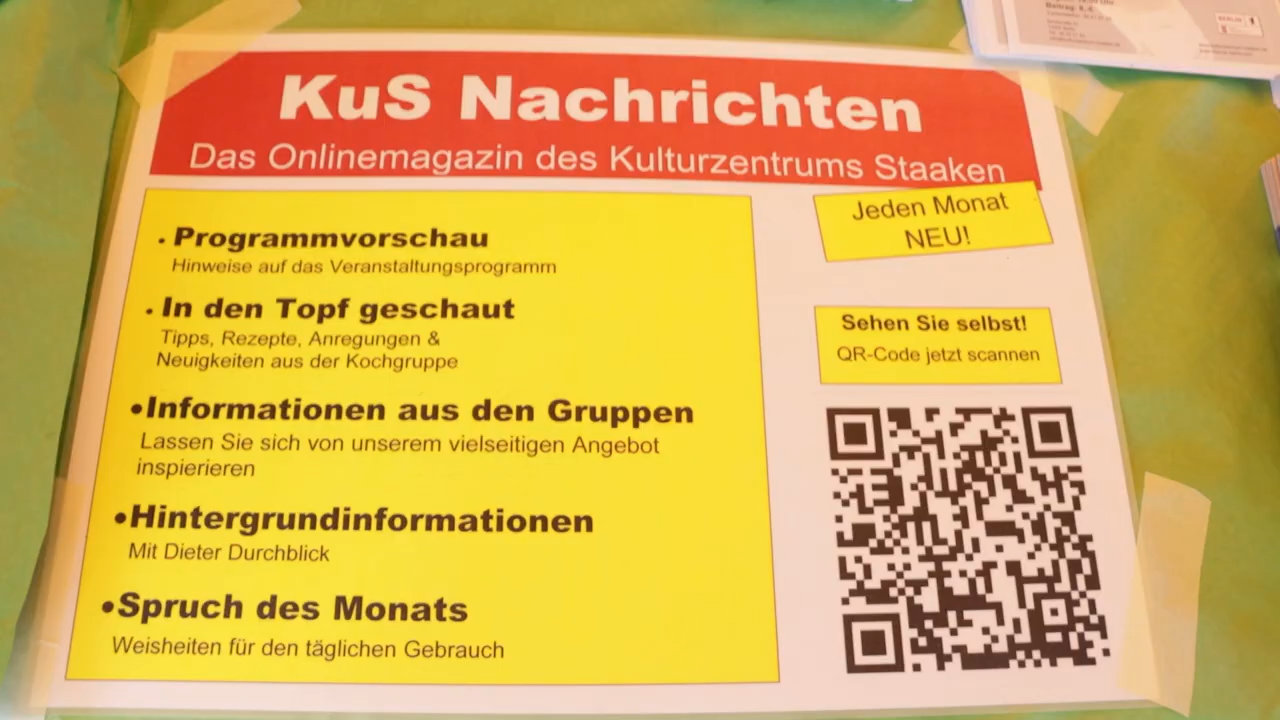 KuS Nachrichten
Das Onlinemagazin des Kulturzentrums Staaken
• Programmvorschau
Hinweise auf das Veranstaltungsprogramm
• In den Topf geschaut
Tipps, Rezepte, Anregungen &
Neuigkeiten aus der Kochgruppe
•Informationen aus den Gruppen
Lassen Sie sich von unserem vielseitigen Angebot
inspierieren
•Hintergrundinformationen
Mit Dieter Durchblick
•Spruch des Monats
Weisheiten für den täglichen Gebrauch
Jeden Monat
NEU!
Sehen Sie selbst!
QR-Code jetzt scannen
BERLIN